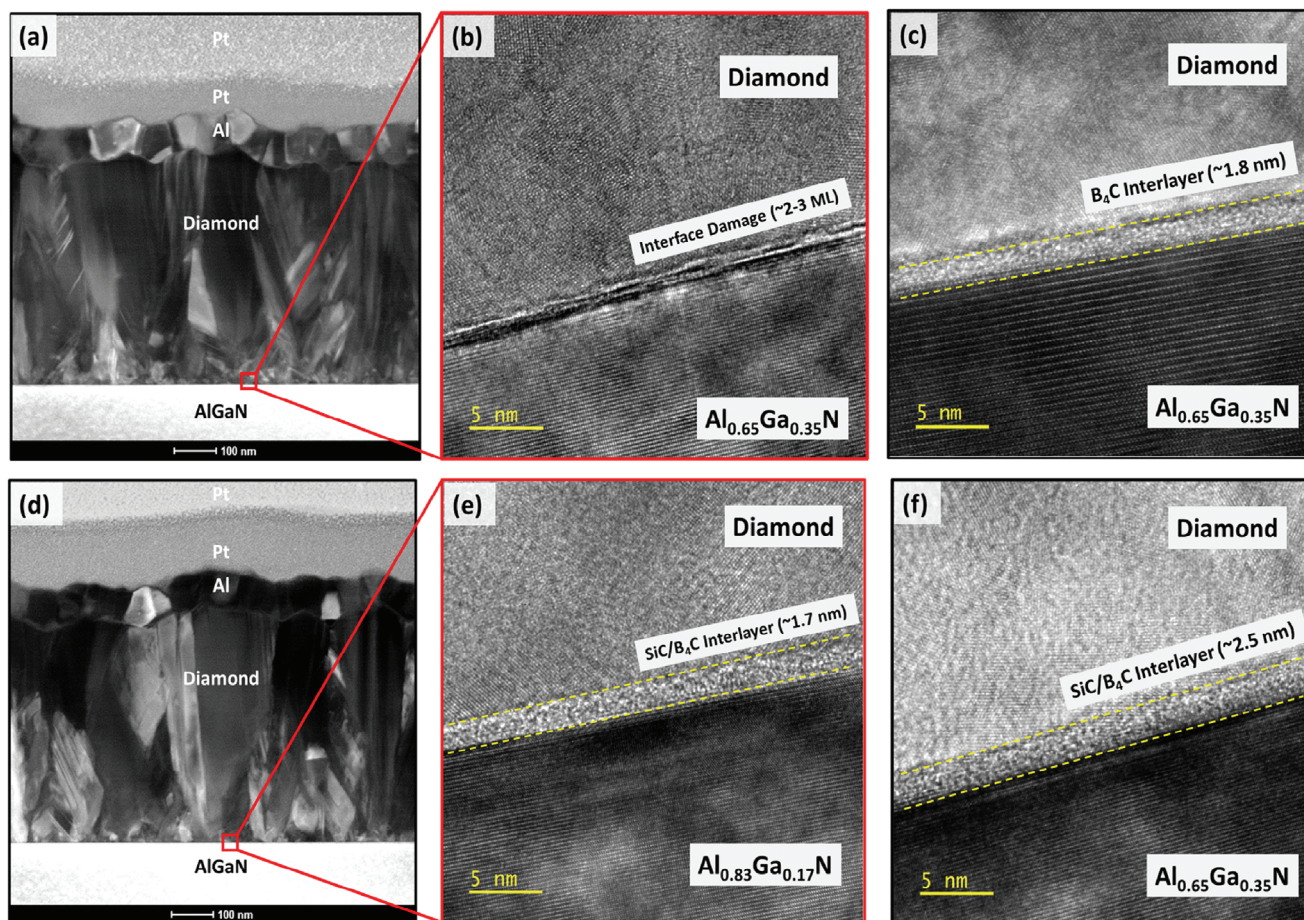 (a)
Pt
Pt
Al
Diamond
AlGaN
100 nm
(b)
Diamond
Interface Damage (~2-3 ML)
5 nm
Al₀.₆₅Ga₀.₃₅N
(c)
Diamond
B₄C Interlayer (~1.8 nm)
5 nm
Al₀.₆₅Ga₀.₃₅N
(d)
Pt
Pt
Al
Diamond
AlGaN
100 nm
(e)
Diamond
SiC/B₄C Interlayer (~1.7 nm)
5 nm
Al₀.₈₃Ga₀.₁₇N
(f)
Diamond
SiC/B₄C Interlayer (~2.5 nm)
5 nm
Al₀.₆₅Ga₀.₃₅N